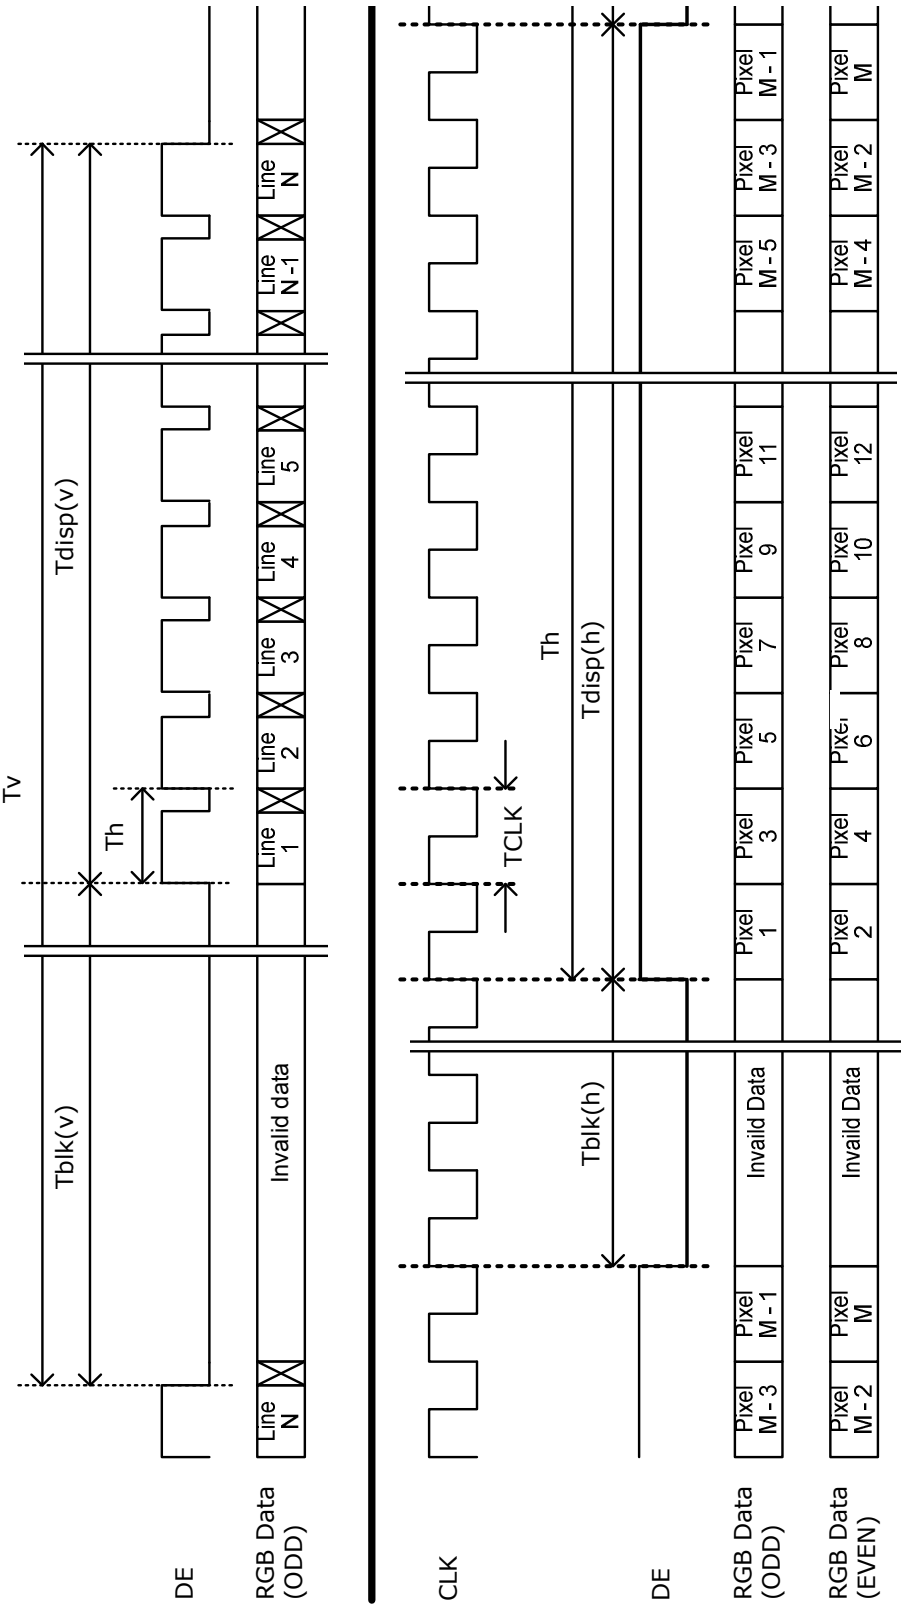 Tv
Tblk(v)
Tdisp(v)
Th
DE
RGB Data
(ODD)
Line
N
Invalid data
Line
1
Line
2
Line
3
Line
4
Line
5
Line
N-1
Line
N
CLK
TCLK
Th
Tblk(h)
Tdisp(h)
DE
RGB Data
(ODD)
Pixel
M - 3
Pixel
M - 1
Invaild Data
Pixel
1
Pixel
3
Pixel
5
Pixel
7
Pixel
9
Pixel
11
Pixel
M - 5
Pixel
M - 3
Pixel
M - 1
RGB Data
(EVEN)
Pixel
M - 2
Pixel
M
Invaild Data
Pixel
2
Pixel
4
Pixel
6
Pixel
8
Pixel
10
Pixel
12
Pixel
M - 4
Pixel
M - 2
Pixel
M